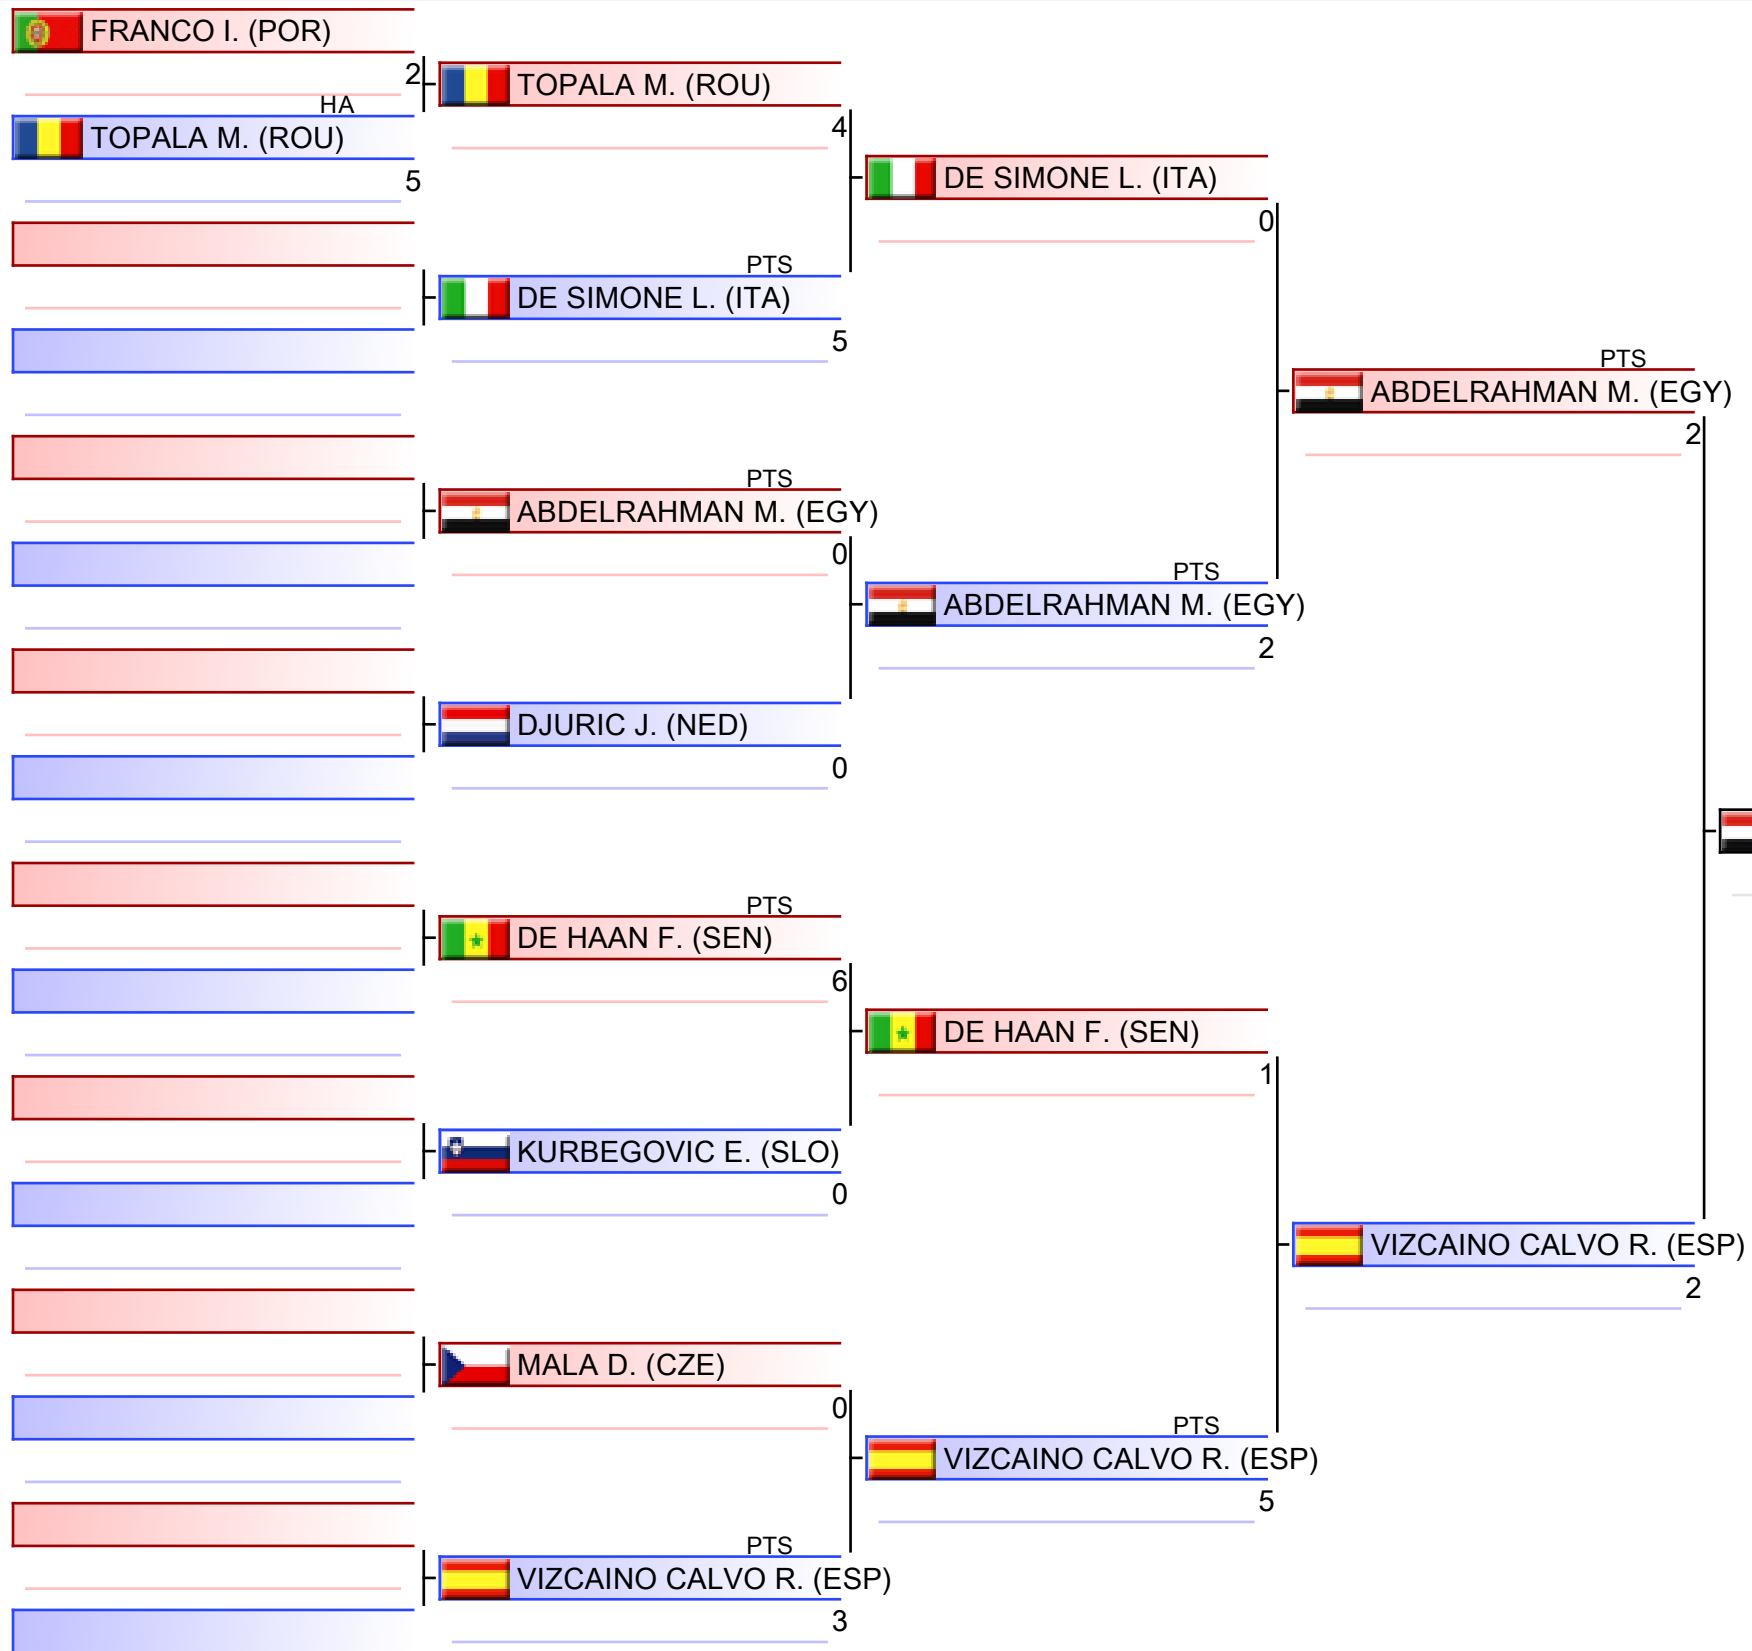 FRANCO I. (POR)
2
HA
TOPALA M. (ROU)
5
TOPALA M. (ROU)
4
PTS
DE SIMONE L. (ITA)
5
PTS
ABDELRAHMAN M. (EGY)
0
DJURIC J. (NED)
0
PTS
DE HAAN F. (SEN)
6
KURBEGOVIC E. (SLO)
0
MALA D. (CZE)
0
PTS
VIZCAINO CALVO R. (ESP)
3
DE SIMONE L. (ITA)
0
PTS
ABDELRAHMAN M. (EGY)
2
DE HAAN F. (SEN)
1
PTS
VIZCAINO CALVO R. (ESP)
5
PTS
ABDELRAHMAN M. (EGY)
2
VIZCAINO CALVO R. (ESP)
2